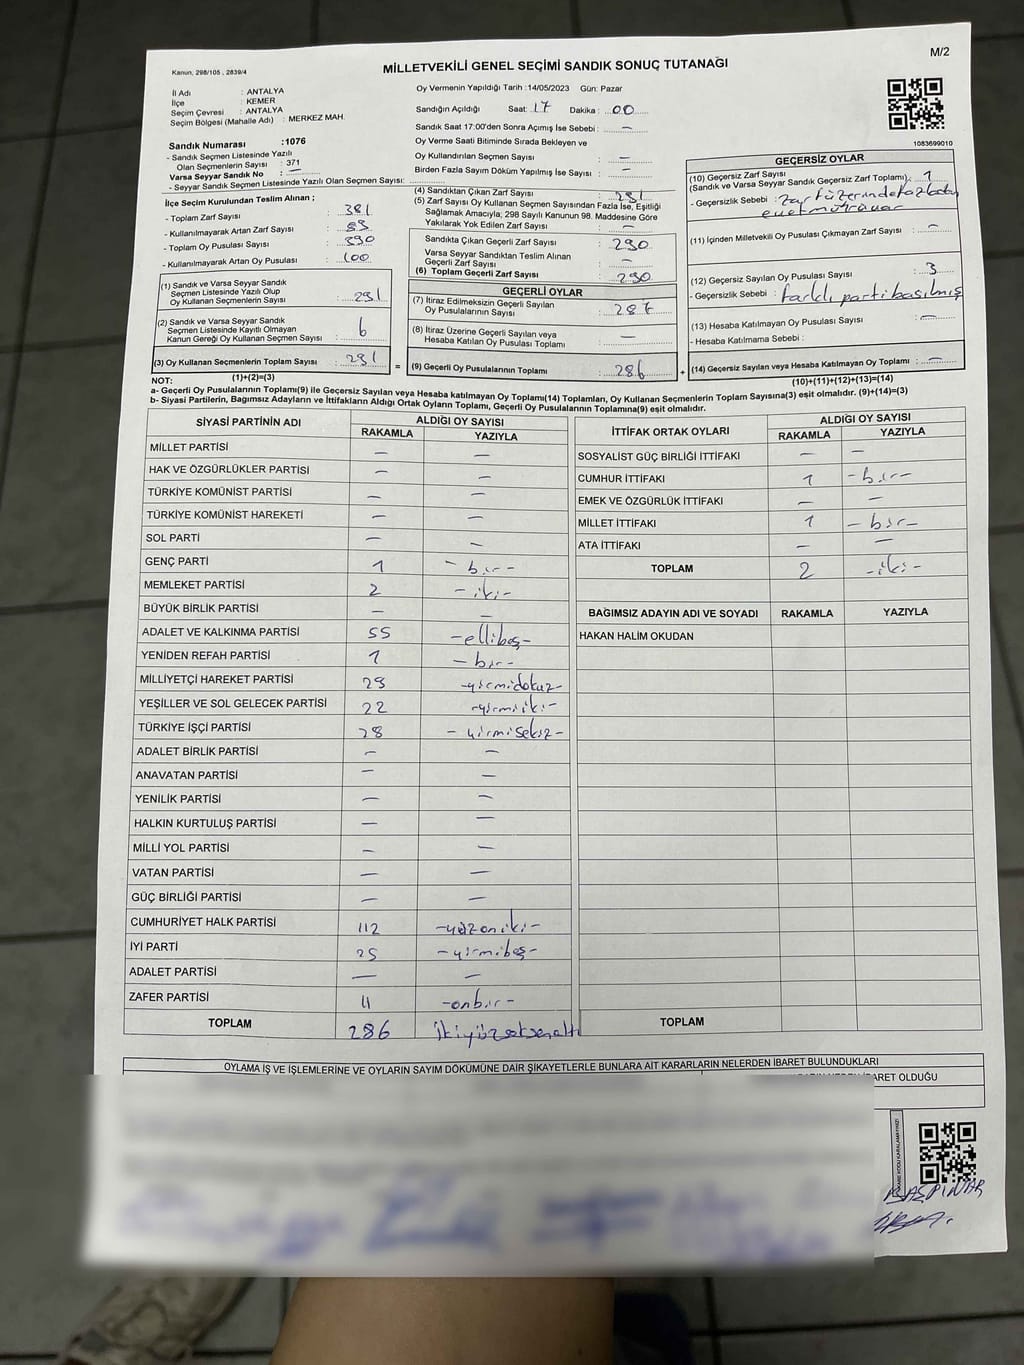 M/2
Kanun, 298/105 , 2839/4
MİLLETVEKİLİ GENEL SEÇİMİ SANDIK SONUÇ TUTANAĞI
İl Adı : ANTALYA
İlçe : KEMER
Seçim Çevresi : ANTALYA
Seçim Bölgesi (Mahalle Adı) : MERKEZ MAH.
Sandık Numarası :1076
- Sandık Seçmen Listesinde Yazılı
Olan Seçmenlerin Sayısı : 371
Varsa Seyyar Sandık No : —
- Seyyar Sandık Seçmen Listesinde Yazılı Olan Seçmen Sayısı:
İlçe Seçim Kurulundan Teslim Alınan ;
- Toplam Zarf Sayısı : 381
- Kullanılmayarak Artan Zarf Sayısı :
- Toplam Oy Pusulası Sayısı : 390
- Kullanılmayarak Artan Oy Pusulası : 100
(1) Sandık ve Varsa Seyyar Sandık
Seçmen Listesinde Yazılı Olup
Oy Kullanan Seçmenlerin Sayısı : 291
(2) Sandık ve Varsa Seyyar Sandık
Seçmen Listesinde Kayıtlı Olmayan
Kanun Gereği Oy Kullanan Seçmen Sayısı : 6
(3) Oy Kullanan Seçmenlerin Toplam Sayısı : 291
(1)+(2)=(3)
Oy Vermenin Yapıldığı Tarih :14/05/2023 Gün: Pazar
Sandığın Açıldığı Saat: 17 Dakika : 00
Sandık Saat 17:00'den Sonra Açımış İse Sebebi : —
Oy Verme Saati Bitiminde Sırada Bekleyen ve
Oy Kullandırılan Seçmen Sayısı : —
Birden Fazla Sayım Döküm Yapılmış İse Sayısı : —
(4) Sandıktan Çıkan Zarf Sayısı : 291
(5) Zarf Sayısı Oy Kullanan Seçmen Sayısından Fazla İse, Eşitliği
Sağlamak Amacıyla; 298 Sayılı Kanunun 98. Maddesine Göre
Yakılarak Yok Edilen Zarf Sayısı : —
Sandıkta Çıkan Geçerli Zarf Sayısı : 290
Varsa Seyyar Sandıktan Teslim Alınan
Geçerli Zarf Sayısı : —
(6) Toplam Geçerli Zarf Sayısı : 290
GEÇERLİ OYLAR
(7) İtiraz Edilmeksizin Geçerli Sayılan
Oy Pusulalarının Sayısı : 287
(8) İtiraz Üzerine Geçerli Sayılan veya
Hesaba Katılan Oy Pusulası Toplamı : —
= (9) Geçerli Oy Pusulalarının Toplamı : 286 +
1083699010
GEÇERSİZ OYLAR
(10) Geçersiz Zarf Sayısı
(Sandık ve Varsa Seyyar Sandık Geçersiz Zarf Toplamı) : 1
- Geçersizlik Sebebi : zarf üzerinde fazladan
evet mührü var
(11) İçinden Milletvekili Oy Pusulası Çıkmayan Zarf Sayısı : —
(12) Geçersiz Sayılan Oy Pusulası Sayısı : 3
- Geçersizlik Sebebi : farklı parti basılmış
(13) Hesaba Katılmayan Oy Pusulası Sayısı : —
- Hesaba Katılmama Sebebi :
(14) Geçersiz Sayılan veya Hesaba Katılmayan Oy Toplamı : —
(10)+(11)+(12)+(13)=(14)
NOT:
a- Geçerli Oy Pusulalarının Toplamı(9) ile Geçersiz Sayılan veya Hesaba katılmayan Oy Toplamı(14) Toplamları, Oy Kullanan Seçmenlerin Toplam Sayısına(3) eşit olmalıdır. (9)+(14)=(3)
b- Siyasi Partilerin, Bağımsız Adayların ve İttifakların Aldığı Ortak Oyların Toplamı, Geçerli Oy Pusulalarının Toplamına(9) eşit olmalıdır.
SİYASİ PARTİNİN ADI
ALDIĞI OY SAYISI
RAKAMLA YAZIYLA
MİLLET PARTİSİ — —
HAK VE ÖZGÜRLÜKLER PARTİSİ — —
TÜRKİYE KOMÜNİST PARTİSİ — —
TÜRKİYE KOMÜNİST HAREKETİ — —
SOL PARTİ — —
GENÇ PARTİ 1 -bir-
MEMLEKET PARTİSİ 2 -iki-
BÜYÜK BİRLİK PARTİSİ — —
ADALET VE KALKINMA PARTİSİ 55 -ellibeş-
YENİDEN REFAH PARTİSİ 1 -bir-
MİLLİYETÇİ HAREKET PARTİSİ 29 -yirmidokuz-
YEŞİLLER VE SOL GELECEK PARTİSİ 22 -yirmiiki-
TÜRKİYE İŞÇİ PARTİSİ 28 -yirmisekiz-
ADALET BİRLİK PARTİSİ — —
ANAVATAN PARTİSİ — —
YENİLİK PARTİSİ — —
HALKIN KURTULUŞ PARTİSİ — —
MİLLİ YOL PARTİSİ — —
VATAN PARTİSİ — —
GÜÇ BİRLİĞİ PARTİSİ — —
CUMHURİYET HALK PARTİSİ 112 -yüzoniki-
İYİ PARTİ 25 -yirmibeş-
ADALET PARTİSİ — —
ZAFER PARTİSİ 11 -onbir-
TOPLAM 286 ikiyüzseksenaltı
İTTİFAK ORTAK OYLARI
ALDIĞI OY SAYISI
RAKAMLA YAZIYLA
SOSYALİST GÜÇ BİRLİĞİ İTTİFAKI — —
CUMHUR İTTİFAKI 1 -bir-
EMEK VE ÖZGÜRLÜK İTTİFAKI — —
MİLLET İTTİFAKI 1 -bir-
ATA İTTİFAKI — —
TOPLAM 2 -iki-
BAĞIMSIZ ADAYIN ADI VE SOYADI RAKAMLA YAZIYLA
HAKAN HALİM OKUDAN
TOPLAM
OYLAMA İŞ VE İŞLEMLERİNE VE OYLARIN SAYIM DÖKÜMÜNE DAİR ŞİKAYETLERLE BUNLARA AİT KARARLARIN NELERDEN İBARET BULUNDUKLARI
İBARET OLDUĞU
BAŞPINAR